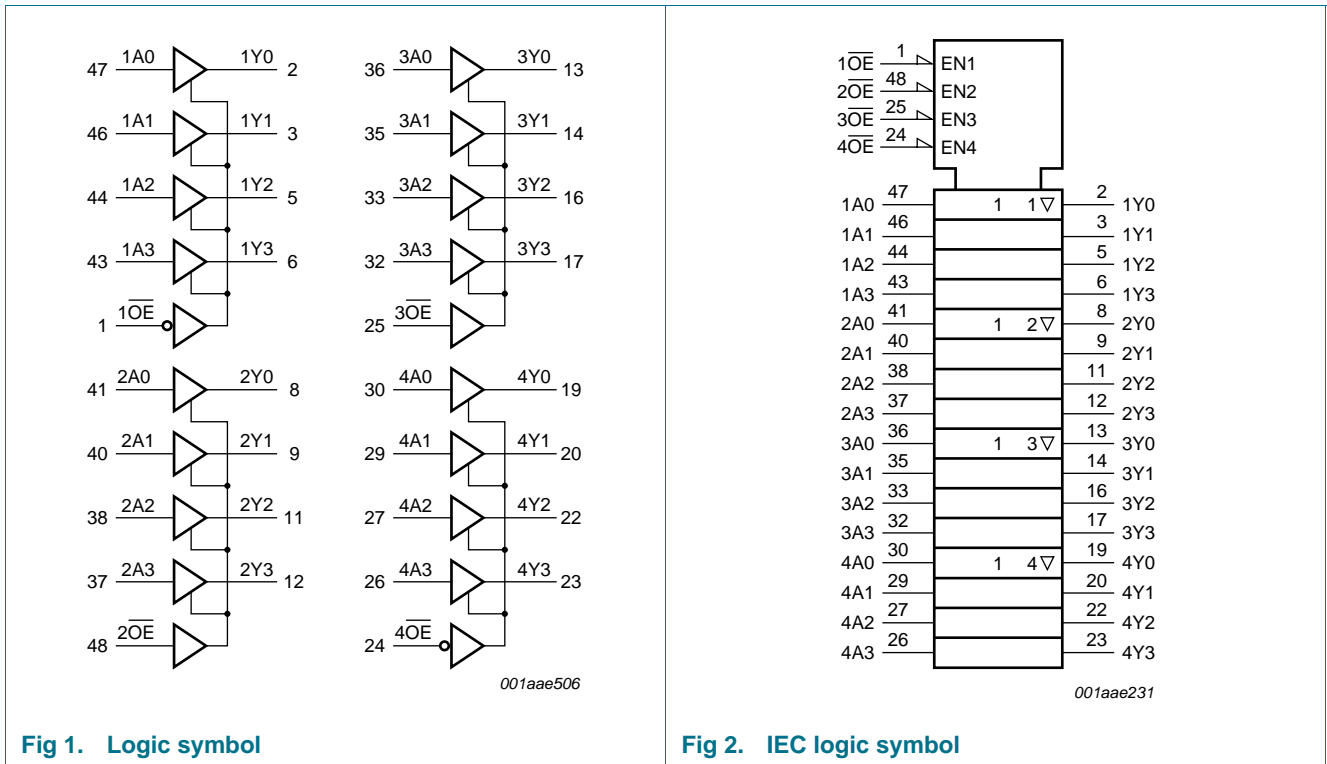 47 1A0 1Y0 2
46 1A1 1Y1 3
44 1A2 1Y2 5
43 1A3 1Y3 6
1 1O̅E̅
41 2A0 2Y0 8
40 2A1 2Y1 9
38 2A2 2Y2 11
37 2A3 2Y3 12
48 2O̅E̅
36 3A0 3Y0 13
35 3A1 3Y1 14
33 3A2 3Y2 16
32 3A3 3Y3 17
25 3O̅E̅
30 4A0 4Y0 19
29 4A1 4Y1 20
27 4A2 4Y2 22
26 4A3 4Y3 23
24 4O̅E̅
001aae506
Fig 1. Logic symbol
1O̅E̅ 1 EN1
2O̅E̅ 48 EN2
3O̅E̅ 25 EN3
4O̅E̅ 24 EN4
1A0 47 1 1▽ 2 1Y0
1A1 46 3 1Y1
1A2 44 5 1Y2
1A3 43 6 1Y3
2A0 41 1 2▽ 8 2Y0
2A1 40 9 2Y1
2A2 38 11 2Y2
2A3 37 12 2Y3
3A0 36 1 3▽ 13 3Y0
3A1 35 14 3Y1
3A2 33 16 3Y2
3A3 32 17 3Y3
4A0 30 1 4▽ 19 4Y0
4A1 29 20 4Y1
4A2 27 22 4Y2
4A3 26 23 4Y3
001aae231
Fig 2. IEC logic symbol